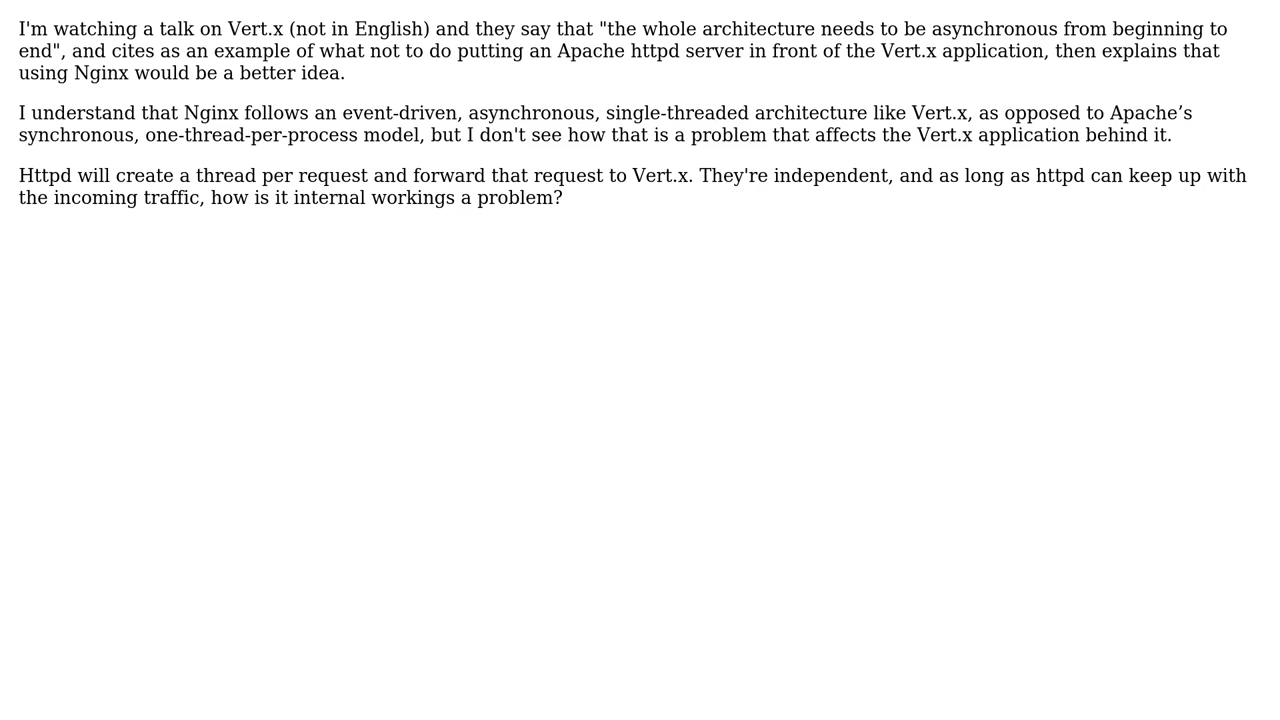 I'm watching a talk on Vert.x (not in English) and they say that "the whole architecture needs to be asynchronous from beginning to
end", and cites as an example of what not to do putting an Apache httpd server in front of the Vert.x application, then explains that
using Nginx would be a better idea.
I understand that Nginx follows an event-driven, asynchronous, single-threaded architecture like Vert.x, as opposed to Apache’s
synchronous, one-thread-per-process model, but I don't see how that is a problem that affects the Vert.x application behind it.
Httpd will create a thread per request and forward that request to Vert.x. They're independent, and as long as httpd can keep up with
the incoming traffic, how is it internal workings a problem?